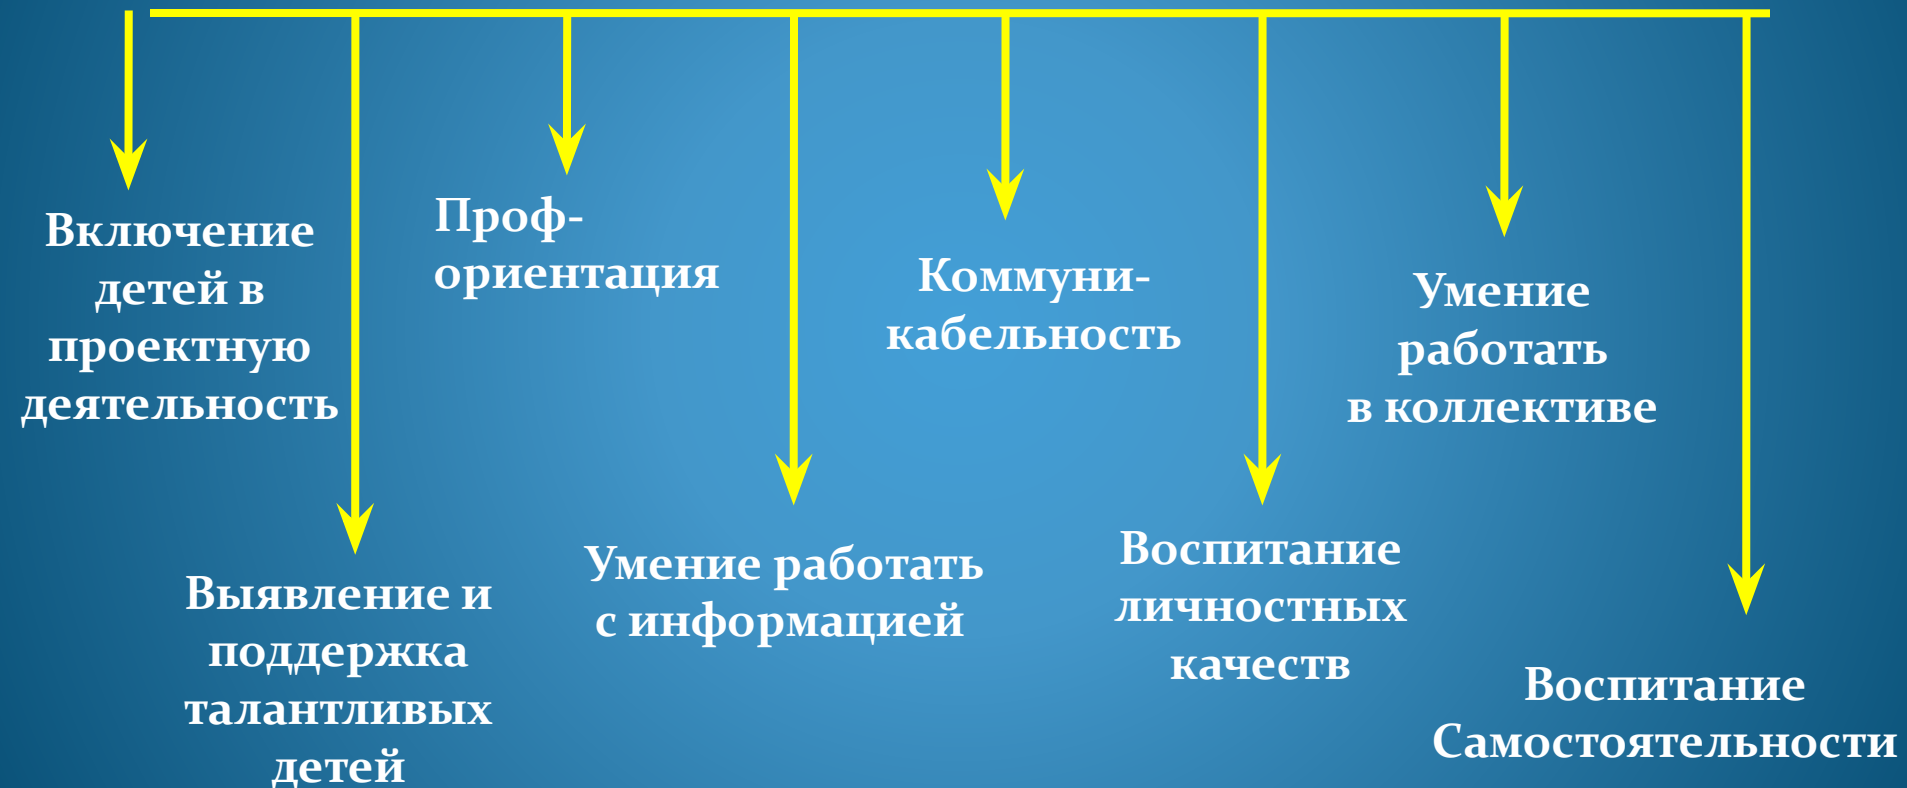 Включение
детей в
проектную
деятельность
Выявление и
поддержка
талантливых
детей
Проф-
ориентация
Умение работать
с информацией
Коммуни-
кабельность
Воспитание
личностных
качеств
Умение
работать
в коллективе
Воспитание
Самостоятельности